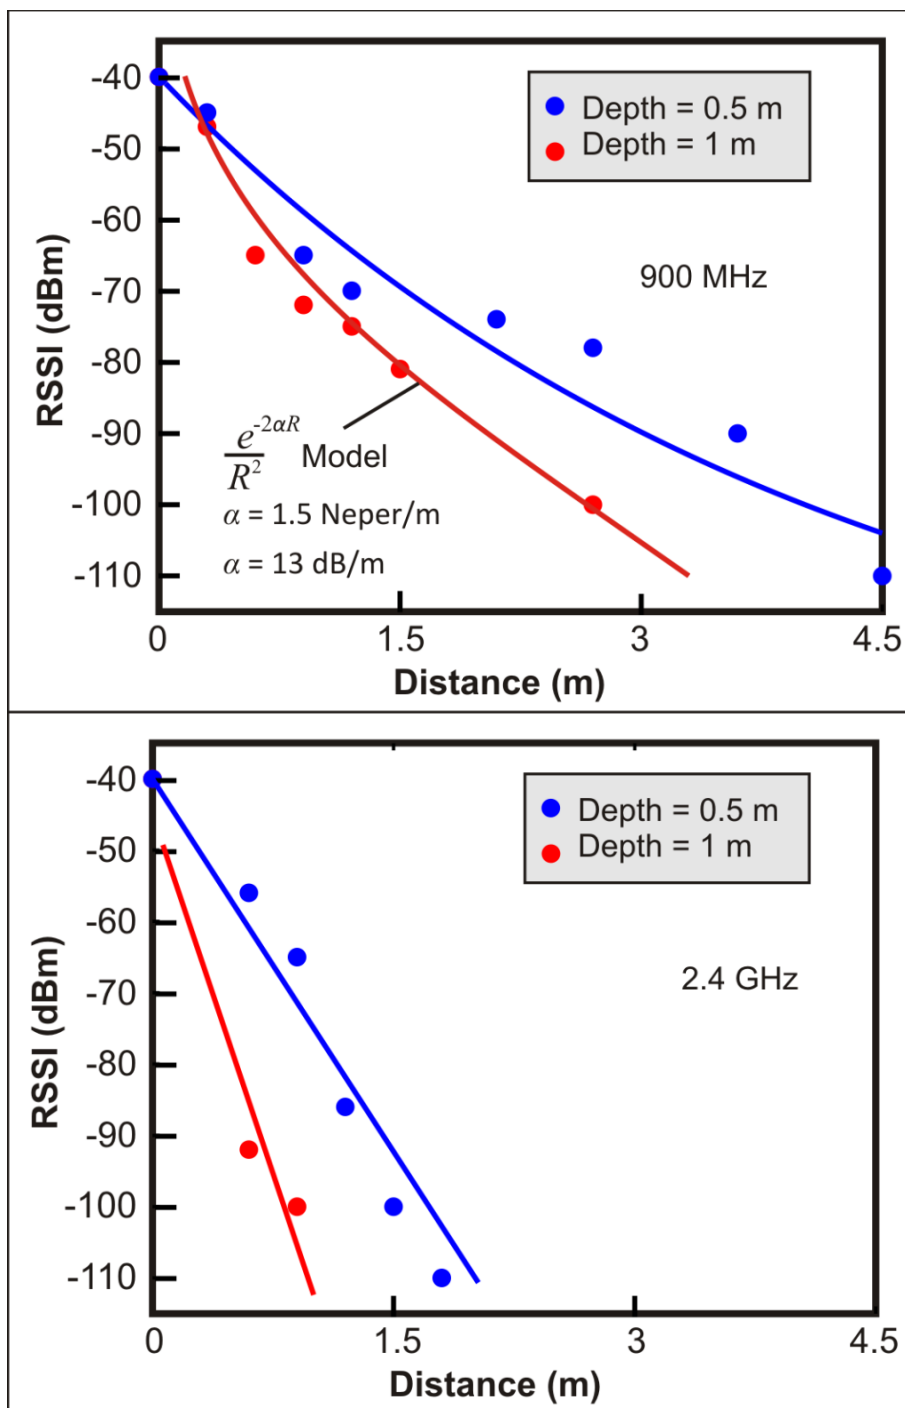 -40
-50
-60
-70
-80
-90
-100
-110
RSSI (dBm)
Depth = 0.5 m
Depth = 1 m
900 MHz
e^{-2αR}
R^2
Model
α = 1.5 Neper/m
α = 13 dB/m
0 1.5 3 4.5
Distance (m)
-40
-50
-60
-70
-80
-90
-100
-110
RSSI (dBm)
Depth = 0.5 m
Depth = 1 m
2.4 GHz
0 1.5 3 4.5
Distance (m)